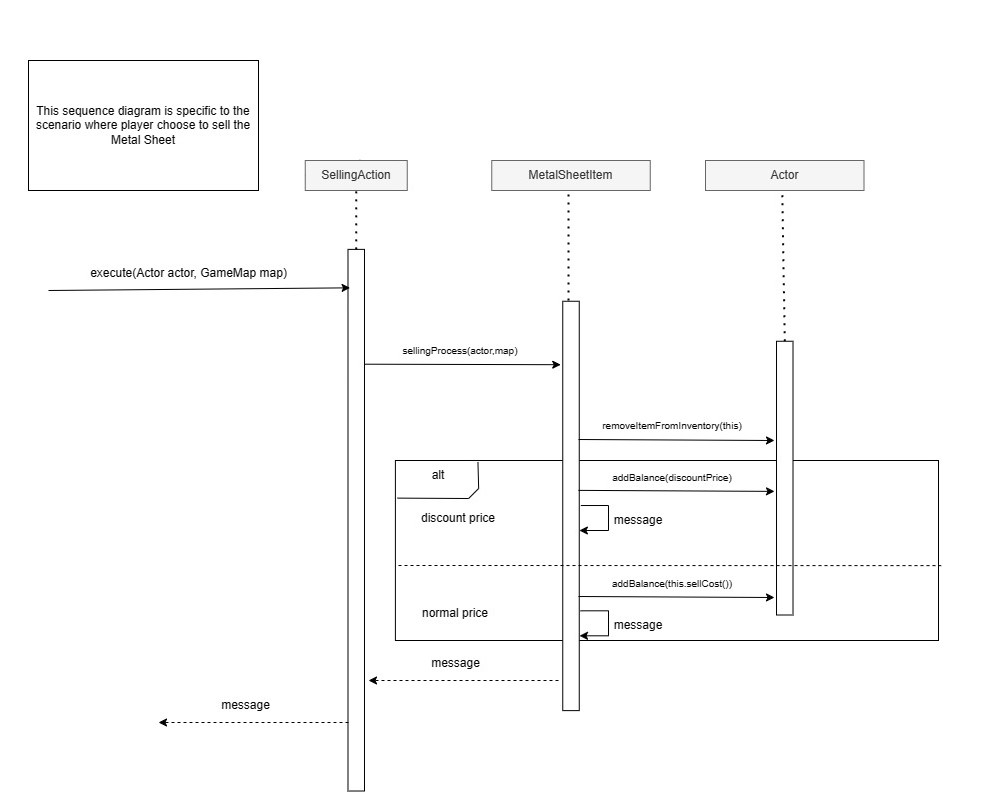 This sequence diagram is specific to the
scenario where player choose to sell the
Metal Sheet
SellingAction
MetalSheetItem
Actor
execute(Actor actor, GameMap map)
sellingProcess(actor,map)
removeItemFromInventory(this)
alt
addBalance(discountPrice)
discount price
message
addBalance(this.sellCost())
normal price
message
message
message